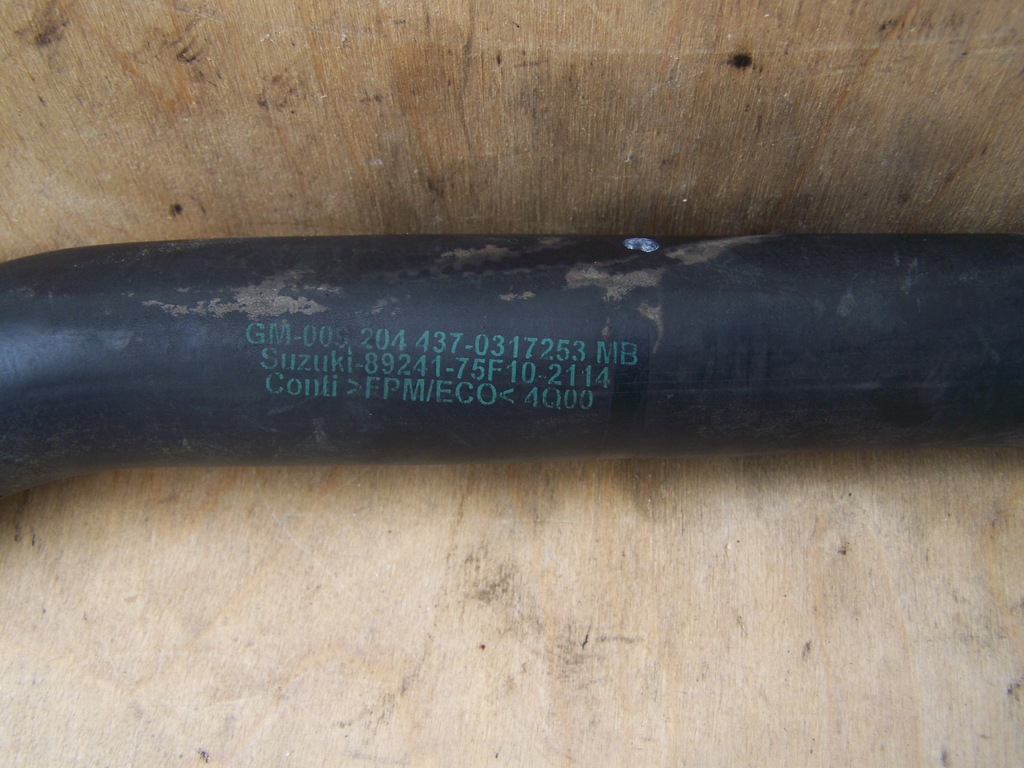 GM-005 204 437-0317253 MB
Suzuki-89241-75F10-2114
Conti >FPM/ECO< 4Q00